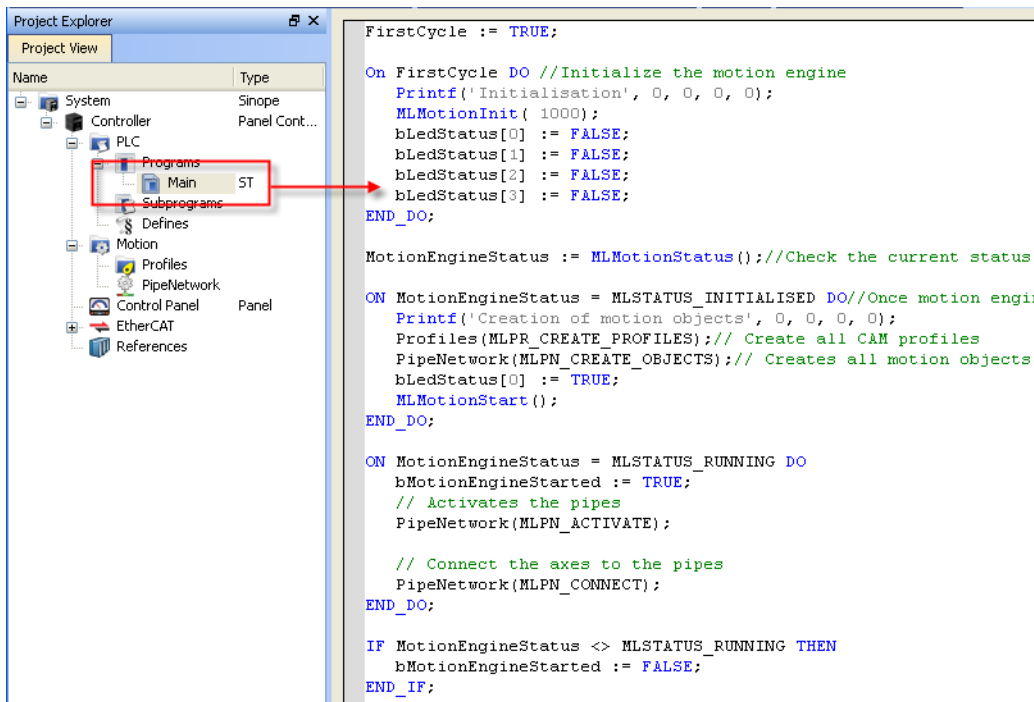 Project Explorer
Project View
Name Type
System Sinope
Controller Panel Cont...
PLC
Programs
Main ST
Subprograms
Defines
Motion
Profiles
PipeNetwork
Control Panel Panel
EtherCAT
References
FirstCycle := TRUE;
On FirstCycle DO //Initialize the motion engine
Printf('Initialisation', 0, 0, 0, 0);
MLMotionInit( 1000);
bLedStatus[0] := FALSE;
bLedStatus[1] := FALSE;
bLedStatus[2] := FALSE;
bLedStatus[3] := FALSE;
END_DO;
MotionEngineStatus := MLMotionStatus();//Check the current status
ON MotionEngineStatus = MLSTATUS_INITIALISED DO//Once motion engi
Printf('Creation of motion objects', 0, 0, 0, 0);
Profiles(MLPR_CREATE_PROFILES);// Create all CAM profiles
PipeNetwork(MLPN_CREATE_OBJECTS);// Creates all motion objects
bLedStatus[0] := TRUE;
MLMotionStart();
END_DO;
ON MotionEngineStatus = MLSTATUS_RUNNING DO
bMotionEngineStarted := TRUE;
// Activates the pipes
PipeNetwork(MLPN_ACTIVATE);
// Connect the axes to the pipes
PipeNetwork(MLPN_CONNECT);
END_DO;
IF MotionEngineStatus <> MLSTATUS_RUNNING THEN
bMotionEngineStarted := FALSE;
END_IF;